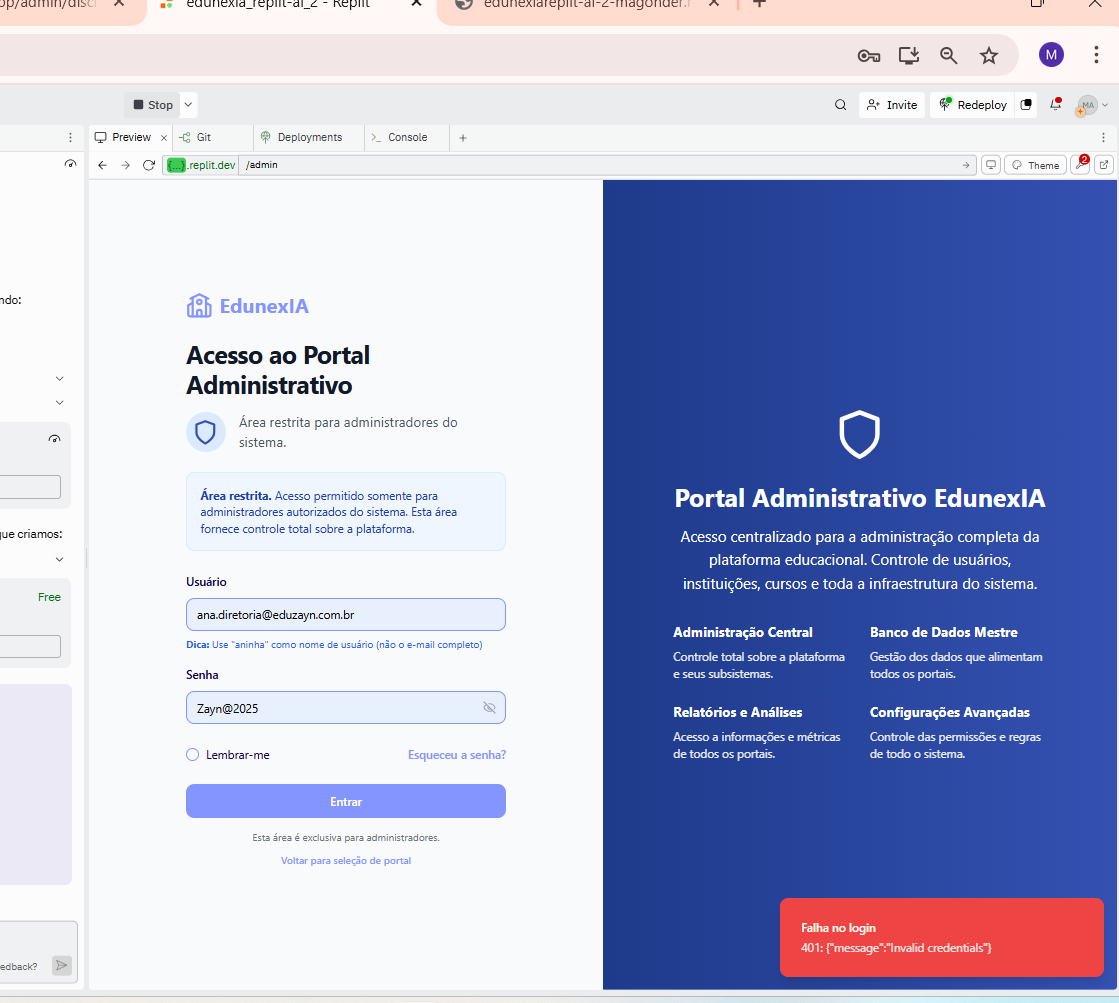 edunexia_replit-ai_2 - Replit
edunexiareplit-ai-2-magonder.r
M
Stop
Invite
Redeploy
MA
Preview
Git
Deployments
Console
{...}.replit.dev
/admin
Theme
2
ndo:
que criamos:
Free
edback?
EdunexIA
Acesso ao Portal
Administrativo
Área restrita para administradores do
sistema.
Área restrita. Acesso permitido somente para
administradores autorizados do sistema. Esta área
fornece controle total sobre a plataforma.
Usuário
ana.diretoria@eduzayn.com.br
Dica: Use "aninha" como nome de usuário (não o e-mail completo)
Senha
Zayn@2025
Lembrar-me
Esqueceu a senha?
Entrar
Esta área é exclusiva para administradores.
Voltar para seleção de portal
Portal Administrativo EdunexIA
Acesso centralizado para a administração completa da
plataforma educacional. Controle de usuários,
instituições, cursos e toda a infraestrutura do sistema.
Administração Central
Controle total sobre a plataforma
e seus subsistemas.
Banco de Dados Mestre
Gestão dos dados que alimentam
todos os portais.
Relatórios e Análises
Acesso a informações e métricas
de todos os portais.
Configurações Avançadas
Controle das permissões e regras
de todo o sistema.
Falha no login
401: {"message":"Invalid credentials"}